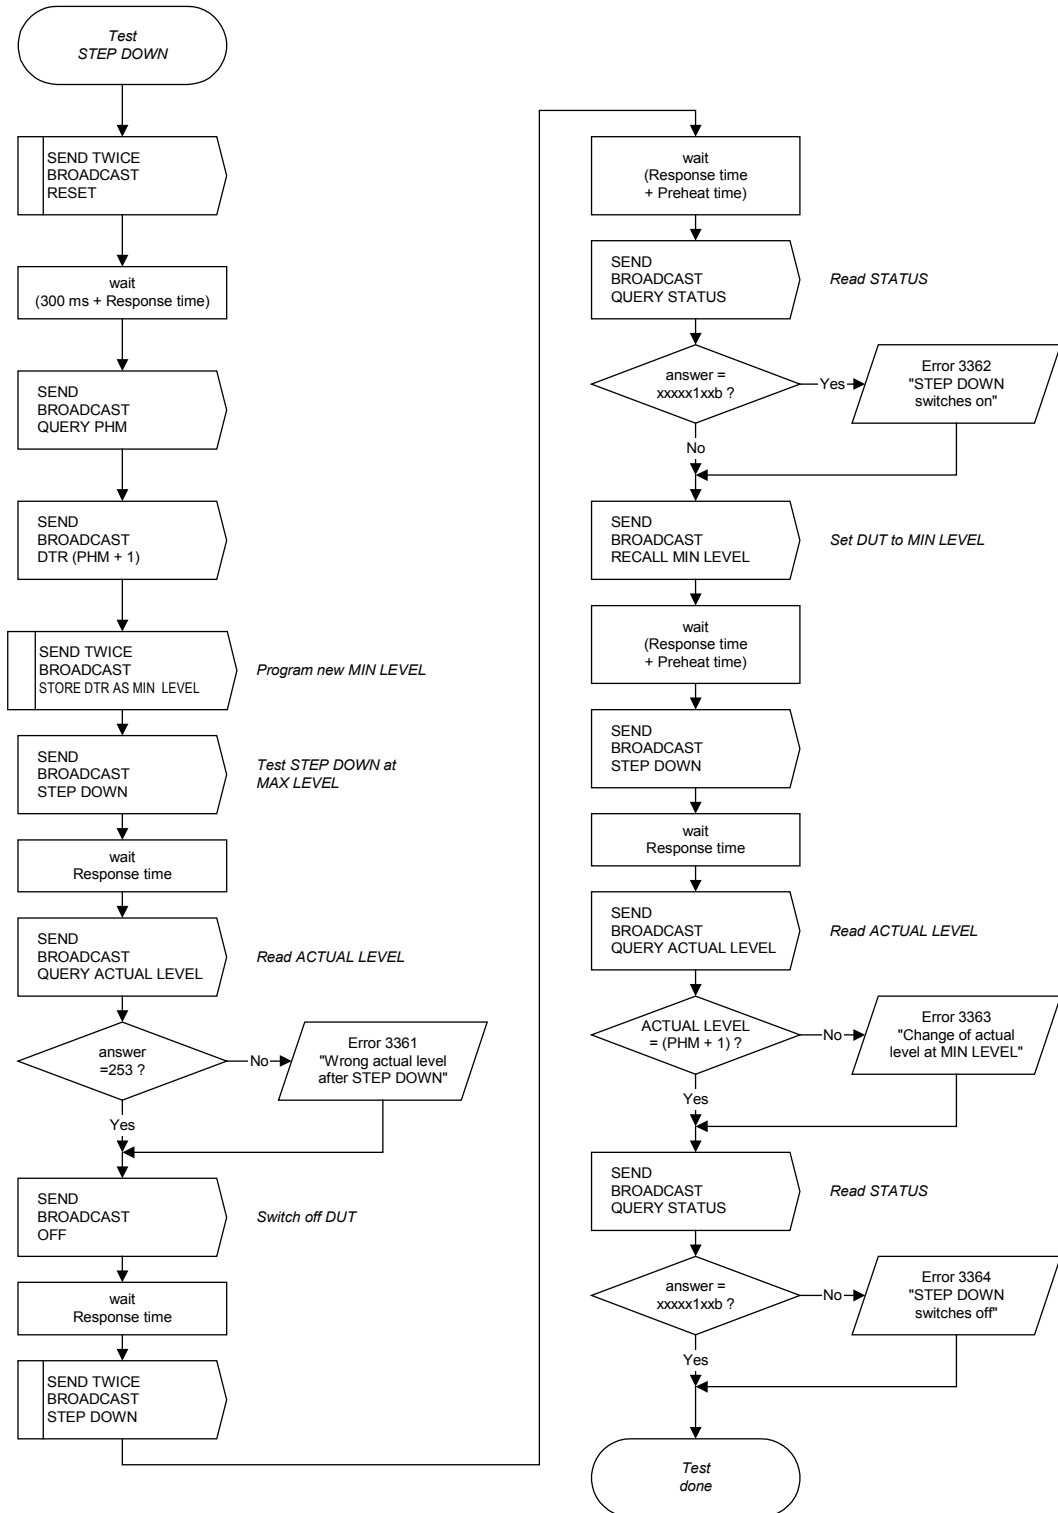 Test
STEP DOWN
SEND TWICE
BROADCAST
RESET
wait
(300 ms + Response time)
SEND
BROADCAST
QUERY PHM
SEND
BROADCAST
DTR (PHM + 1)
SEND TWICE
BROADCAST
STORE DTR AS MIN LEVEL
Program new MIN LEVEL
SEND
BROADCAST
STEP DOWN
Test STEP DOWN at
MAX LEVEL
wait
Response time
SEND
BROADCAST
QUERY ACTUAL LEVEL
Read ACTUAL LEVEL
answer
=253 ?
No
Error 3361
"Wrong actual level
after STEP DOWN"
Yes
SEND
BROADCAST
OFF
Switch off DUT
wait
Response time
SEND TWICE
BROADCAST
STEP DOWN
wait
(Response time
+ Preheat time)
SEND
BROADCAST
QUERY STATUS
Read STATUS
answer =
xxxxx1xxb ?
Yes
Error 3362
"STEP DOWN
switches on"
No
SEND
BROADCAST
RECALL MIN LEVEL
Set DUT to MIN LEVEL
wait
(Response time
+ Preheat time)
SEND
BROADCAST
STEP DOWN
wait
Response time
SEND
BROADCAST
QUERY ACTUAL LEVEL
Read ACTUAL LEVEL
ACTUAL LEVEL
= (PHM + 1) ?
No
Error 3363
"Change of actual
level at MIN LEVEL"
Yes
SEND
BROADCAST
QUERY STATUS
Read STATUS
answer =
xxxxx1xxb ?
No
Error 3364
"STEP DOWN
switches off"
Yes
Test
done